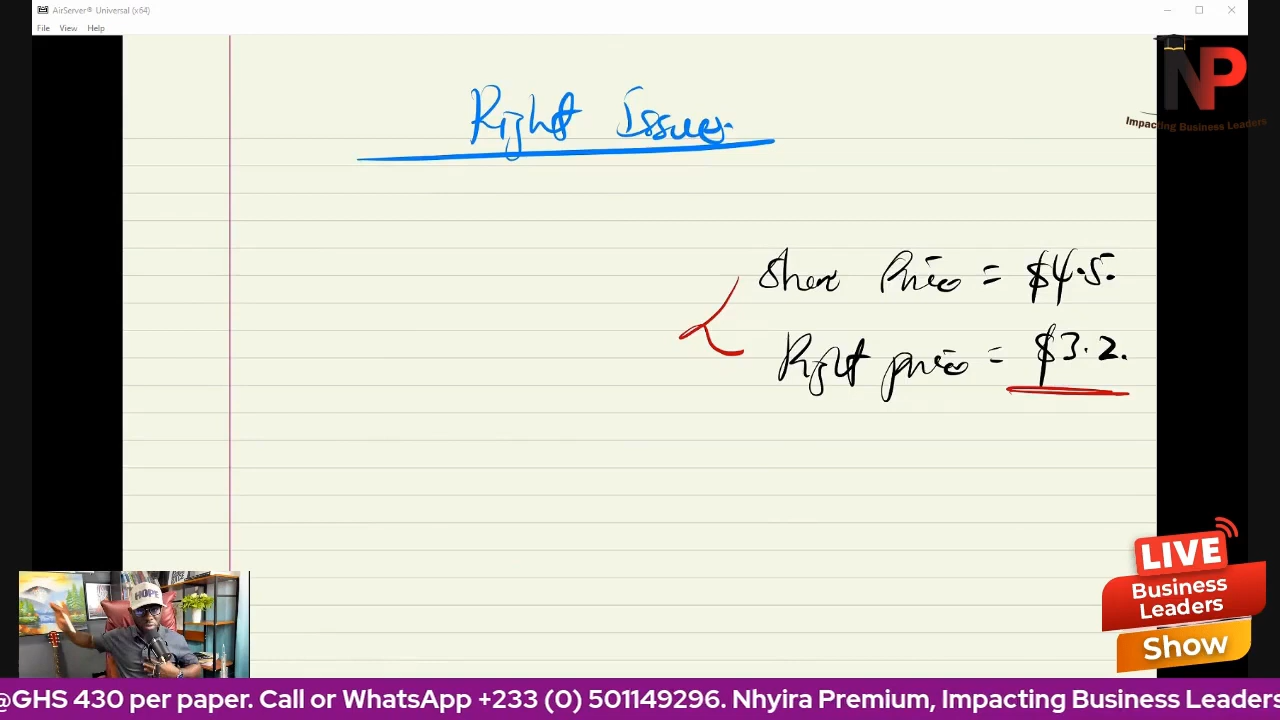 AirServer® Universal (x64)
File View Help
NP
Impacting Business Leaders
Right Issues
Share Price = $4.5.
Right price = $3.2.
HOPE
LIVE
Business
Leaders
Show
@GHS 430 per paper. Call or WhatsApp +233 (0) 501149296. Nhyira Premium, Impacting Business Leaders